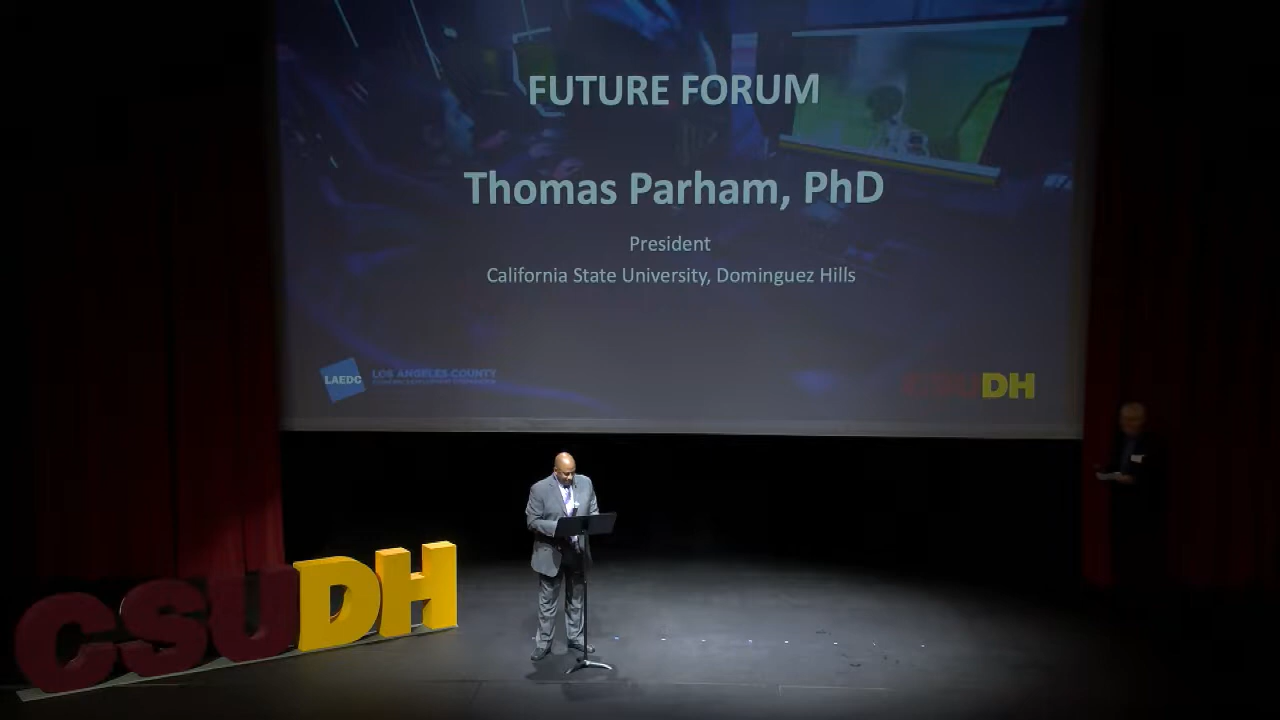 FUTURE FORUM
Thomas Parham, PhD
President
California State University, Dominguez Hills
LAEDC
LOS ANGELES COUNTY
CSUDH
CSUDH